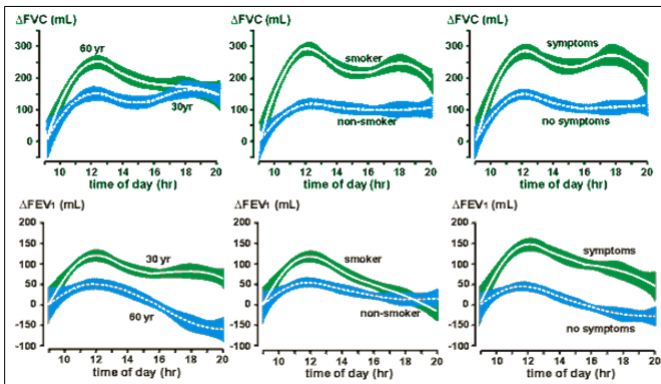 ΔFVC (mL)
300
200
100
0
60 yr
30yr
10 12 14 16 18 20
time of day (hr)
ΔFVC (mL)
300
200
100
0
smoker
non-smoker
10 12 14 16 18 20
time of day (hr)
ΔFVC (mL)
300
200
100
0
symptoms
no symptoms
10 12 14 16 18 20
time of day (hr)
ΔFEV1 (mL)
200
150
100
50
0
-150
-100
30 yr
60 yr
10 12 14 16 18 20
time of day (hr)
ΔFEV1 (mL)
200
150
100
50
0
-50
-100
smoker
non-smoker
10 12 14 16 18 20
time of day (hr)
ΔFEV1 (mL)
200
150
100
50
0
-50
-100
symptoms
no symptoms
10 12 14 16 18 20
time of day (hr)